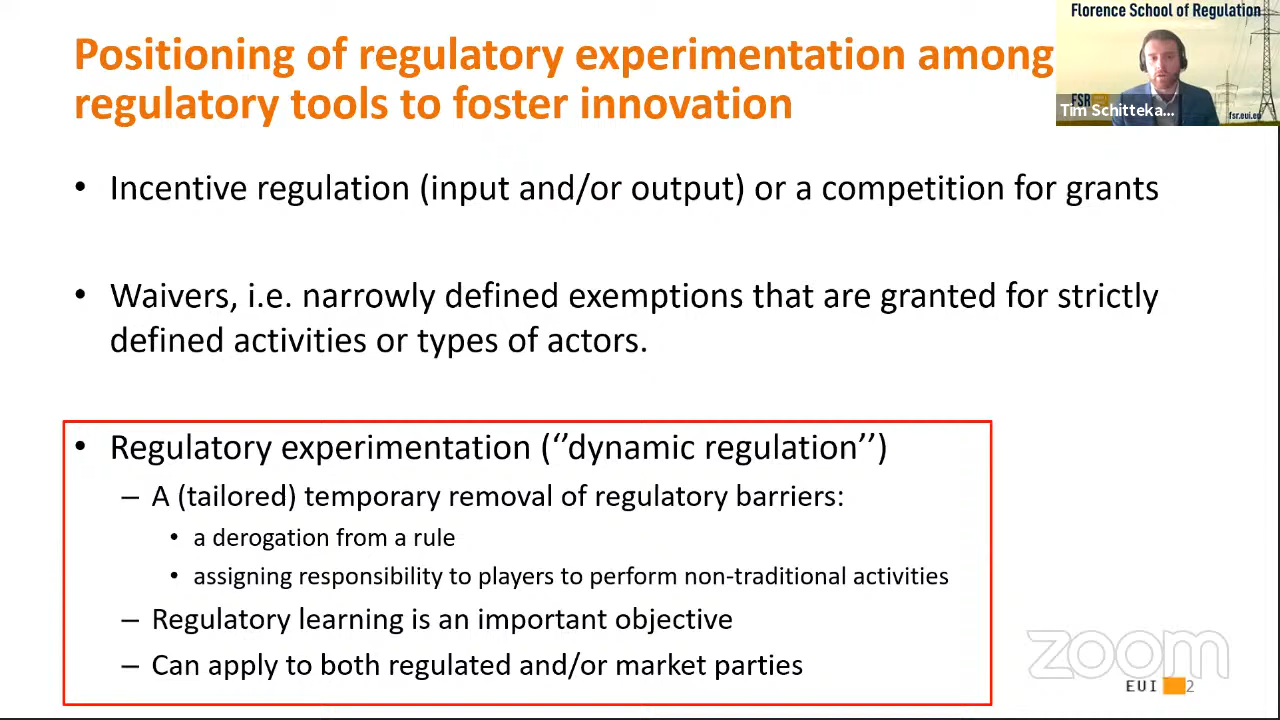 Florence School of Regulation
Positioning of regulatory experimentation among
regulatory tools to foster innovation
FSR
Tim Schitteka...
fsr.eui.eu
• Incentive regulation (input and/or output) or a competition for grants
• Waivers, i.e. narrowly defined exemptions that are granted for strictly
defined activities or types of actors.
• Regulatory experimentation (‘’dynamic regulation’’)
– A (tailored) temporary removal of regulatory barriers:
• a derogation from a rule
• assigning responsibility to players to perform non-traditional activities
– Regulatory learning is an important objective
– Can apply to both regulated and/or market parties
zoom
EUI 2